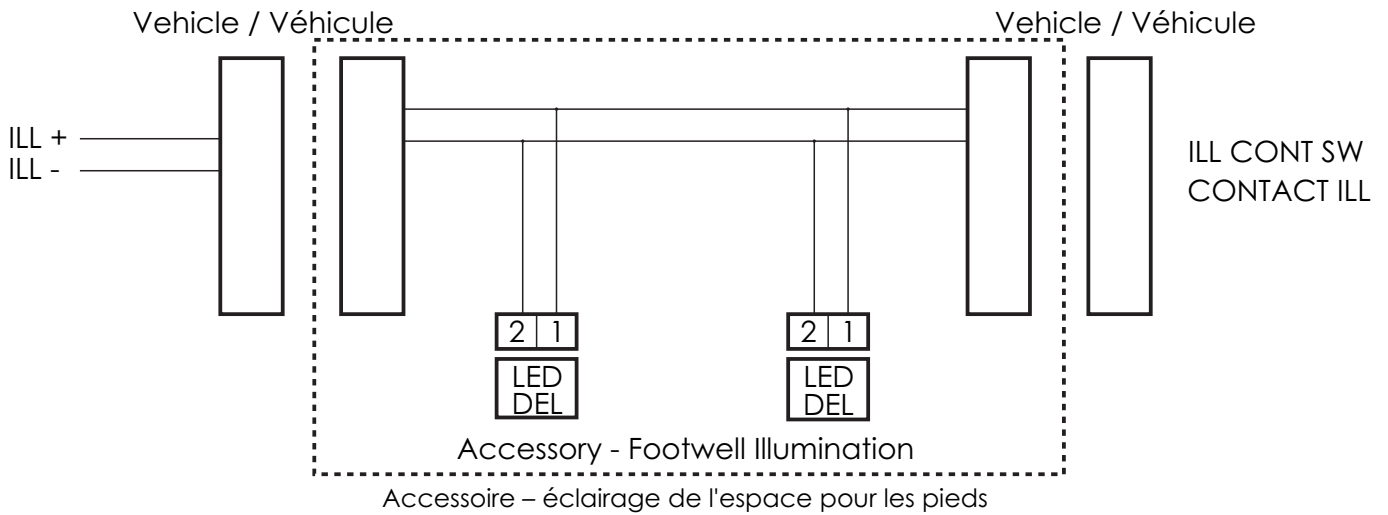 Vehicle / Véhicule
Vehicle / Véhicule
ILL +
ILL -
ILL CONT SW
CONTACT ILL
2 1
LED
DEL
2 1
LED
DEL
Accessory - Footwell Illumination
Accessoire – éclairage de l'espace pour les pieds